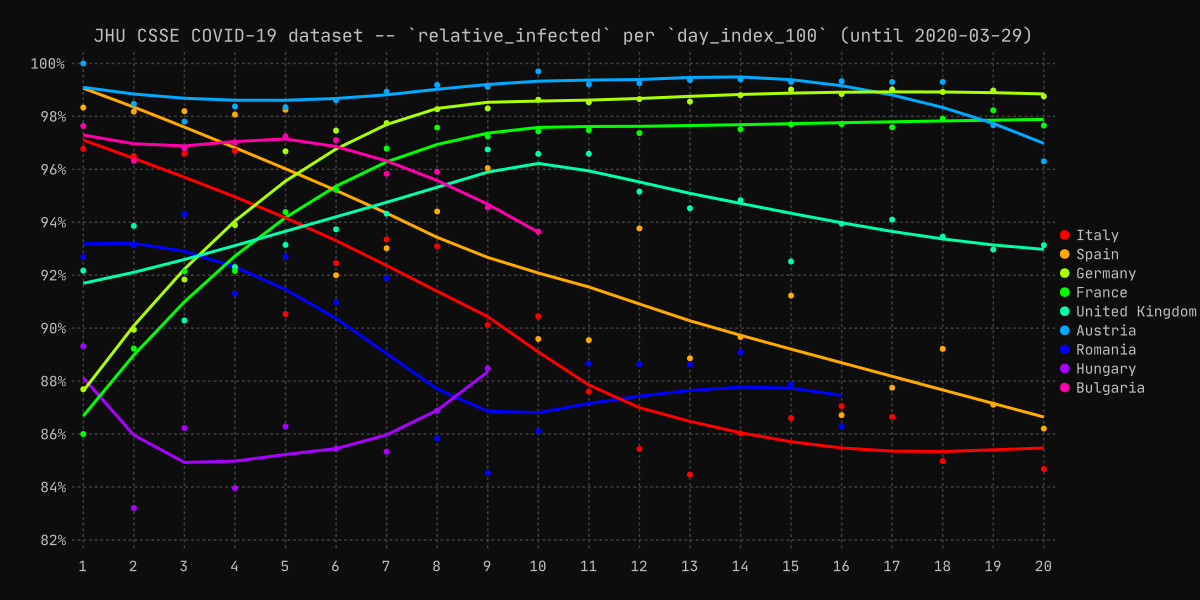 JHU CSSE COVID-19 dataset -- `relative_infected` per `day_index_100` (until 2020-03-29)
100%
98%
96%
94%
92%
90%
88%
86%
84%
82%
1 2 3 4 5 6 7 8 9 10 11 12 13 14 15 16 17 18 19 20
Italy
Spain
Germany
France
United Kingdom
Austria
Romania
Hungary
Bulgaria